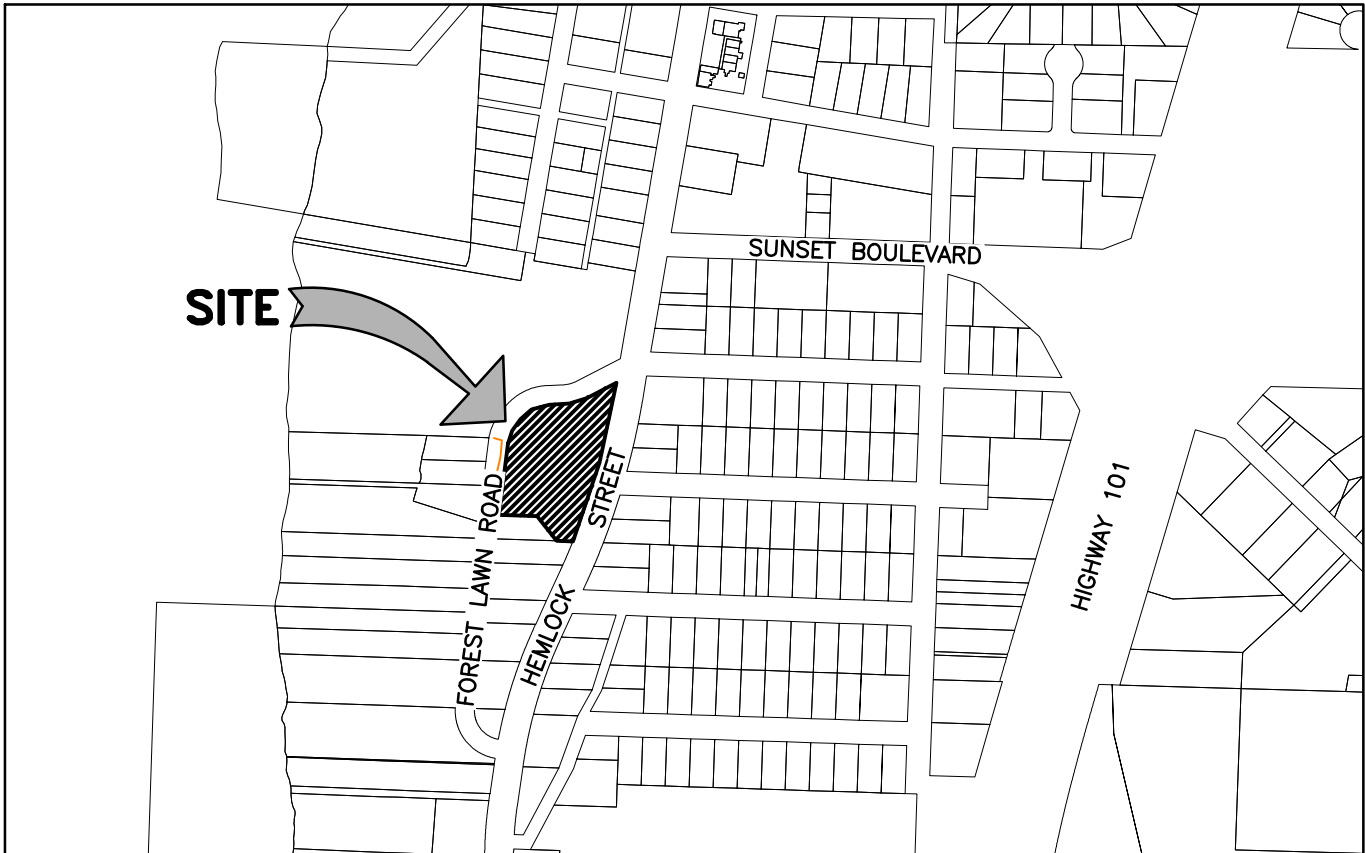 SUNSET BOULEVARD
SITE
HIGHWAY 101
STREET
HEMLOCK
FOREST LAWN ROAD